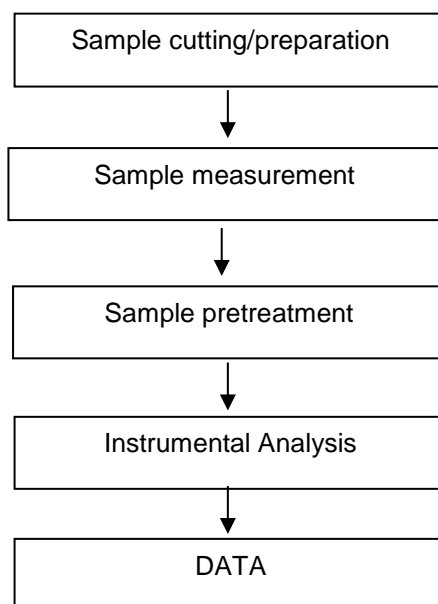 Sample cutting/preparation
Sample measurement
Sample pretreatment
Instrumental Analysis
DATA